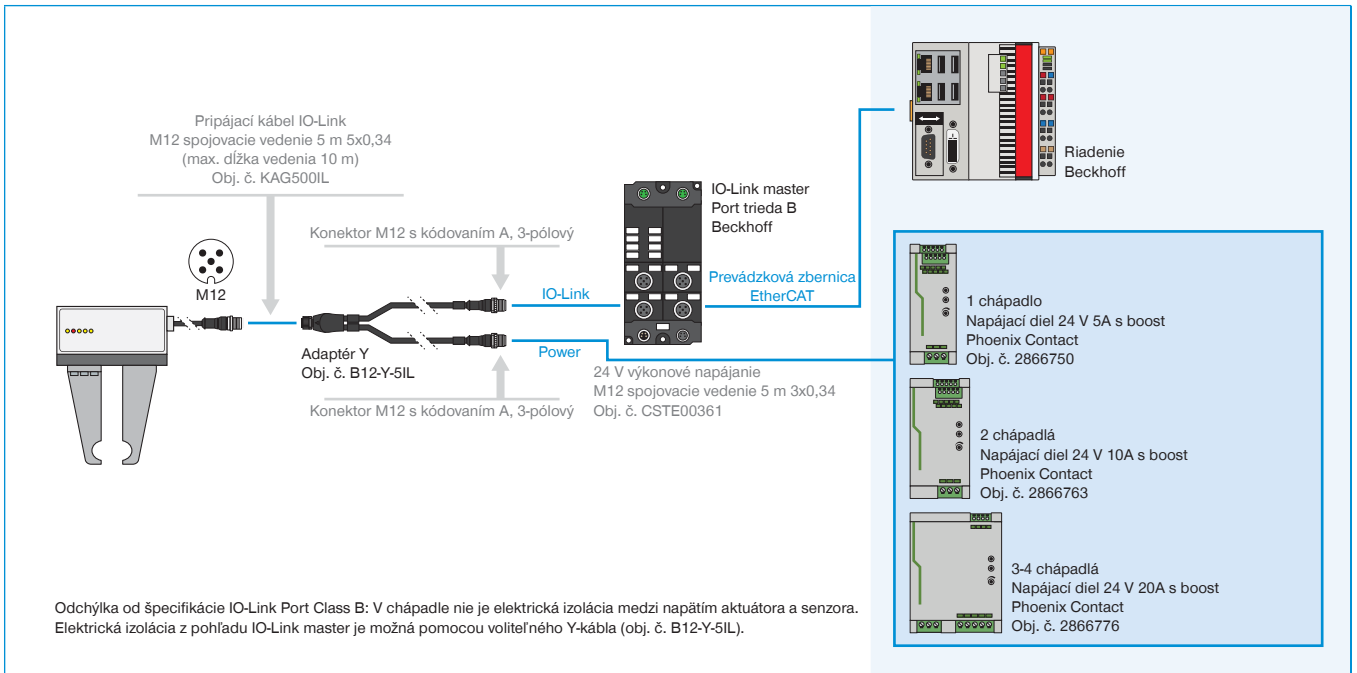 Pripájací kábel IO-Link
M12 spojovacie vedenie 5 m 5x0,34
(max. dĺžka vedenia 10 m)
Obj. č. KAG500IL
M12
Konektor M12 s kódovaním A, 3-pólový
Adaptér Y
Obj. č. B12-Y-5IL
Konektor M12 s kódovaním A, 3-pólový
IO-Link
Power
24 V výkonové napájanie
M12 spojovacie vedenie 5 m 3x0,34
Obj. č. CSTE00361
IO-Link master
Port trieda B
Beckhoff
Prevádzková zbernica
EtherCAT
Riadenie
Beckhoff
1 chápadlo
Napájací diel 24 V 5A s boost
Phoenix Contact
Obj. č. 2866750
2 chápadlá
Napájací diel 24 V 10A s boost
Phoenix Contact
Obj. č. 2866763
3-4 chápadlá
Napájací diel 24 V 20A s boost
Phoenix Contact
Obj. č. 2866776
Odchýlka od špecifikácie IO-Link Port Class B: V chápadle nie je elektrická izolácia medzi napätím aktuátora a senzora.
Elektrická izolácia z pohľadu IO-Link master je možná pomocou voliteľného Y-kábla (obj. č. B12-Y-5IL).